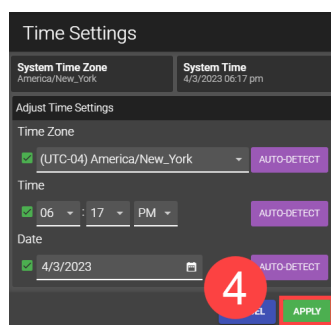 Time Settings
System Time Zone
America/New_York
System Time
4/3/2023 06:17 pm
Adjust Time Settings
Time Zone
(UTC-04) America/New_York
AUTO-DETECT
Time
06 : 17 PM
AUTO-DETECT
Date
4/3/2023
AUTO-DETECT
4
APPLY